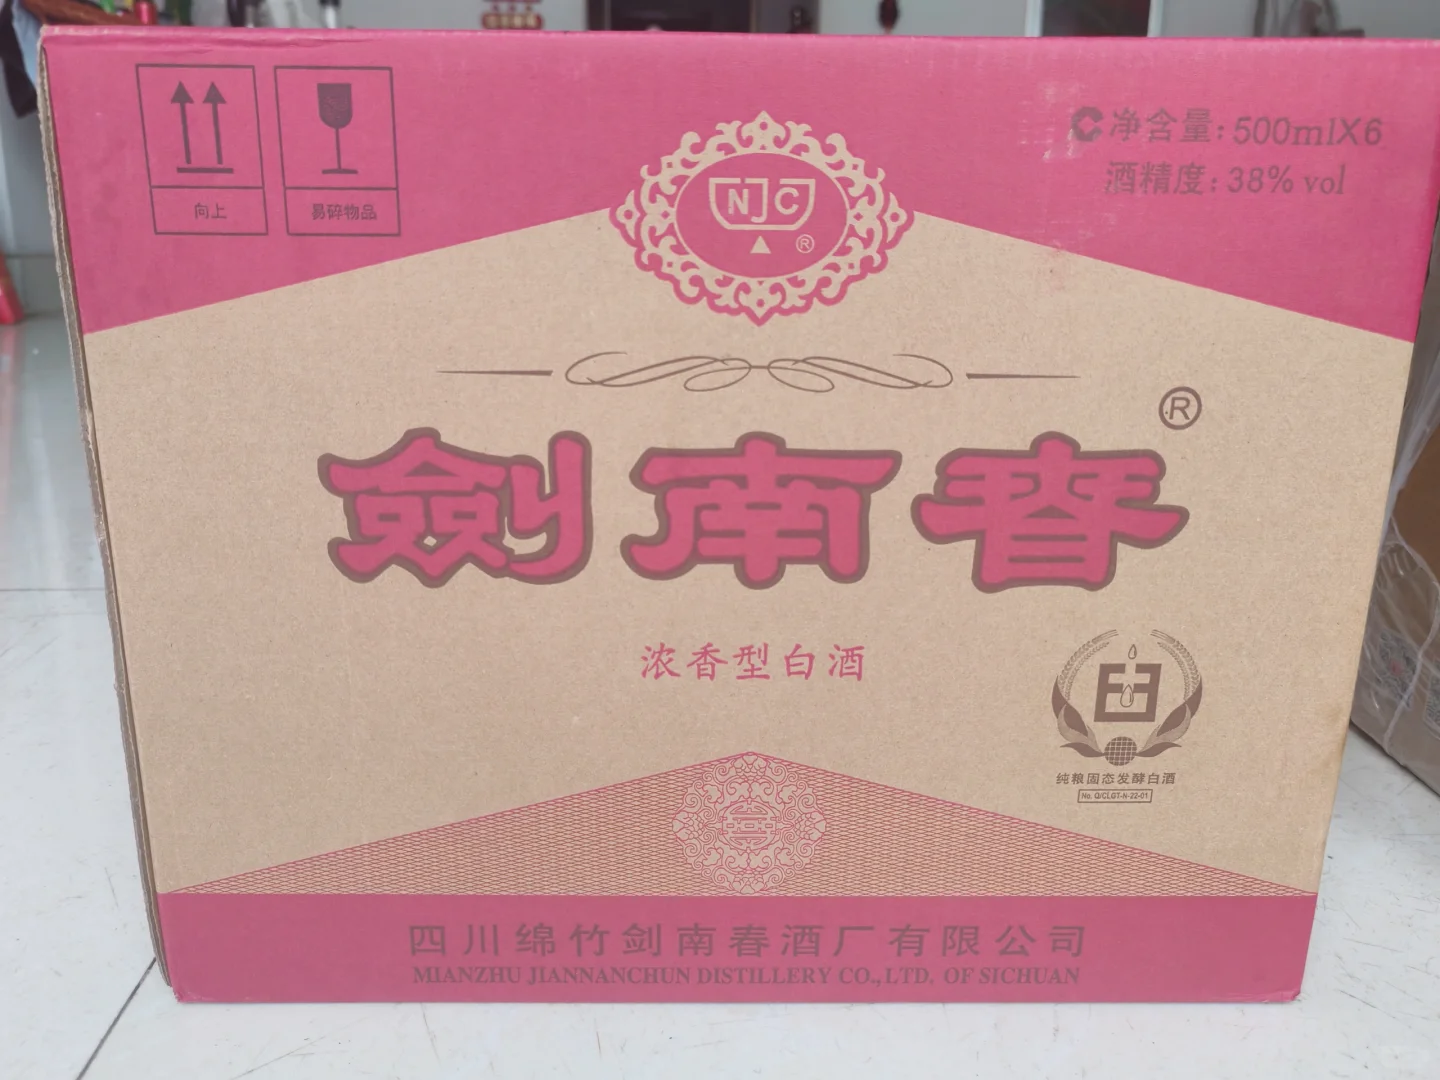 向上
易碎物品
NJC
®
C净含量:500mlX6
酒精度:38% vol
®
劍南春
浓香型白酒
纯粮固态发酵白酒
No. Q/CLGT-N-22-01
四川绵竹剑南春酒厂有限公司
MIANZHU JIANNANCHUN DISTILLERY CO.,LTD. OF SICHUAN